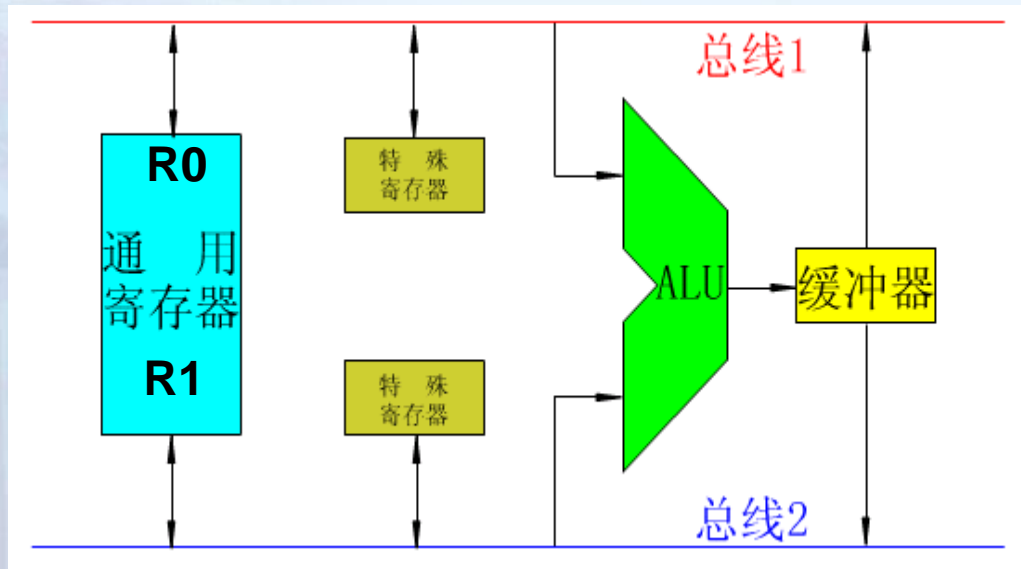 总线1
R0
通 用
寄存器
R1
特 殊
寄存器
特 殊
寄存器
ALU
缓冲器
总线2